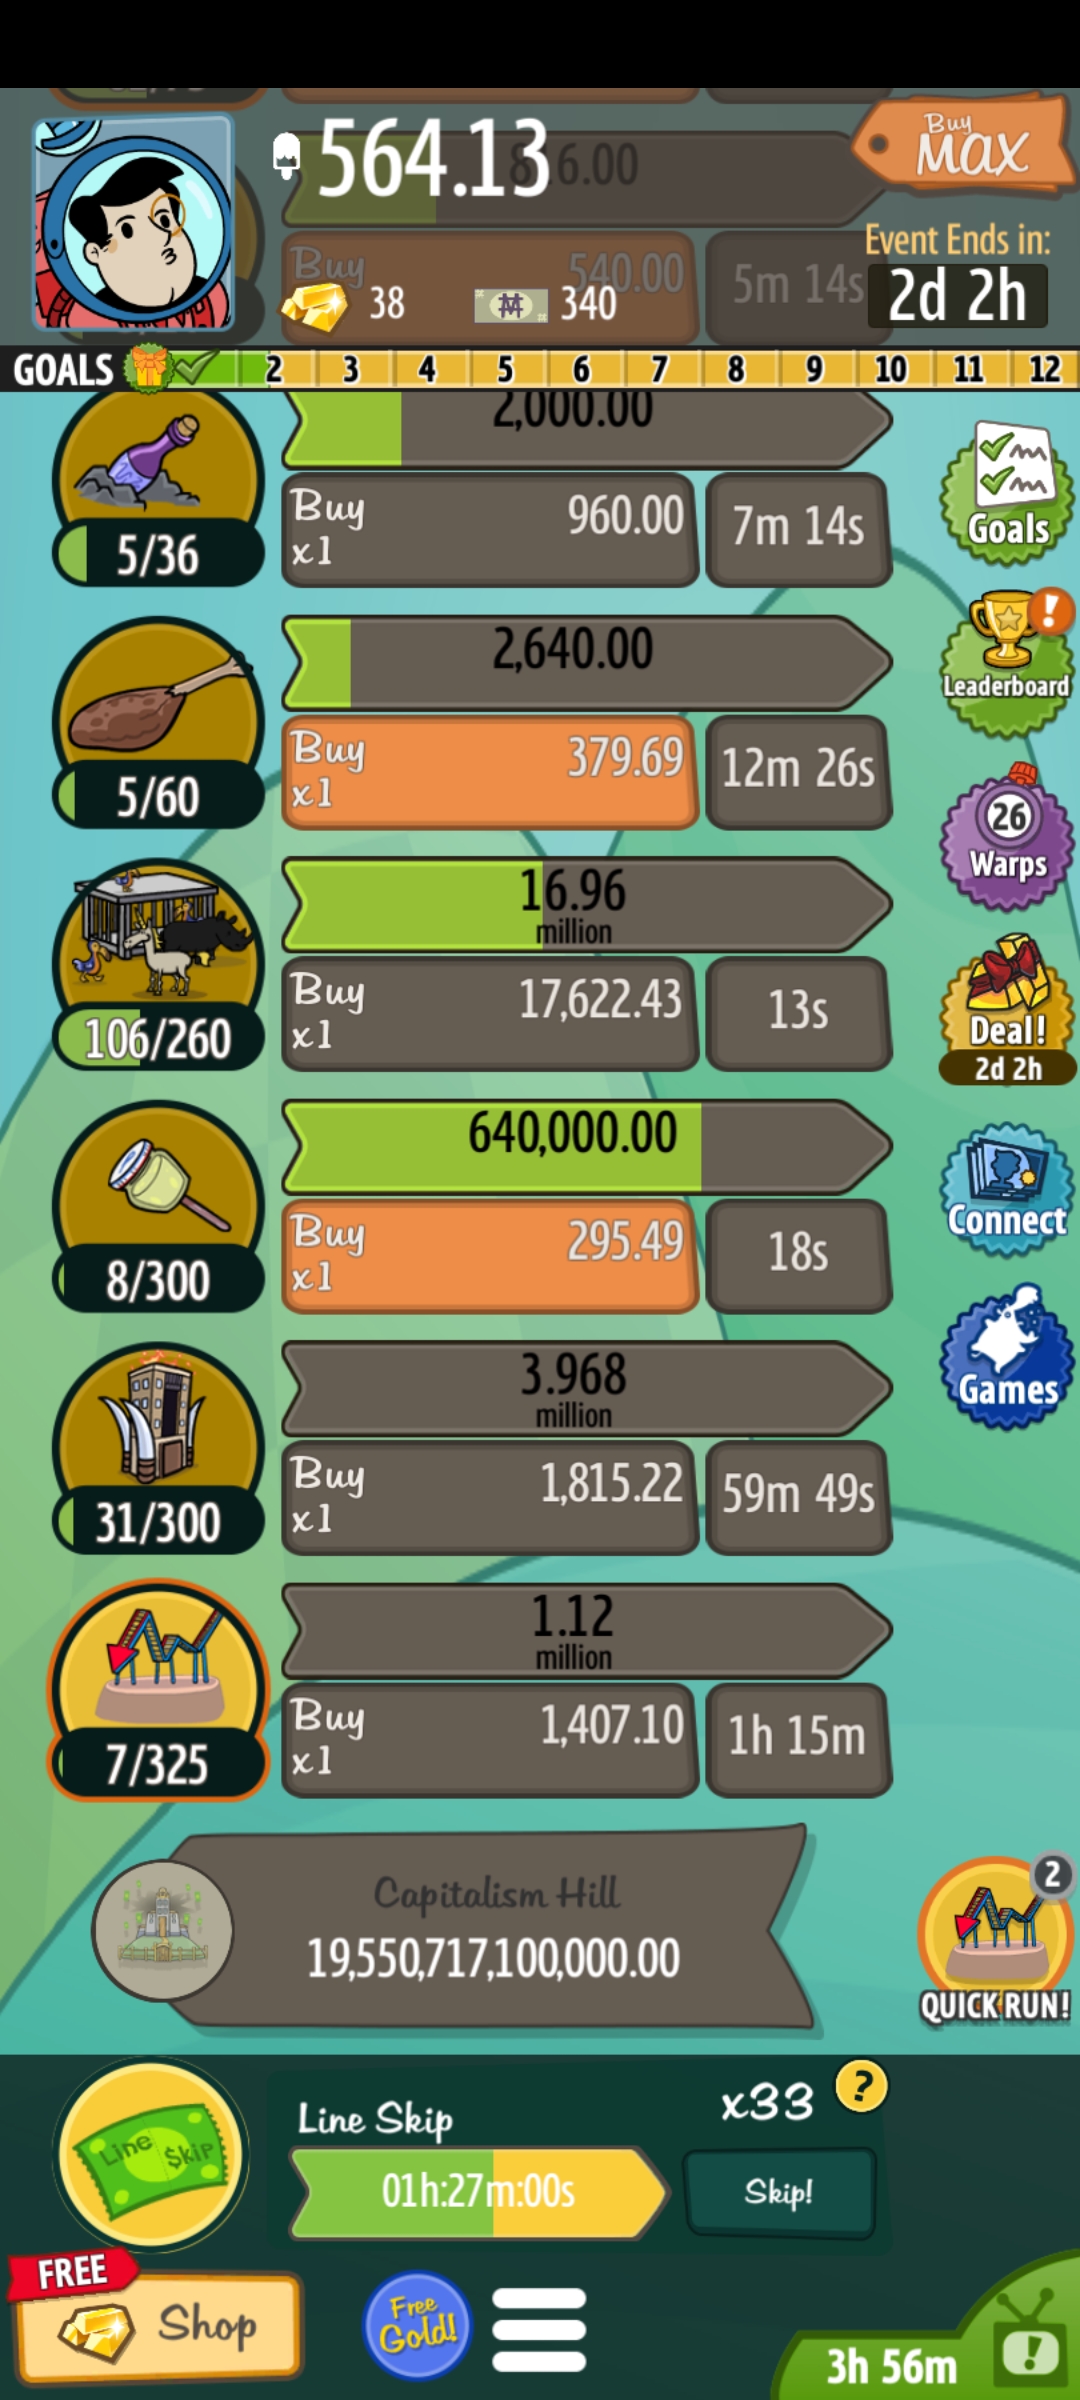 564.13
Buy
MAX
6.00
Event Ends in:
Buy
540.00
5m 14s
2d 2h
38
340
GOALS
2
3
4
5
6
7
8
9
10
11
12
2,000.00
Buy
x1
960.00
7m 14s
5/36
Goals
2,640.00
Leaderboard
Buy
x1
379.69
12m 26s
5/60
26
Warps
16.96
million
Buy
x1
17,622.43
13s
106/260
Deal!
2d 2h
640,000.00
Buy
x1
295.49
18s
8/300
Connect
3.968
million
Games
Buy
x1
1,815.22
59m 49s
31/300
1.12
million
Buy
x1
1,407.10
1h 15m
7/325
Capitalism Hill
19,550,717,100,000.00
2
QUICK RUN!
Line $kip
Line Skip
x33
?
01h:27m:00s
Skip!
FREE
Shop
Free
Gold!
3h 56m